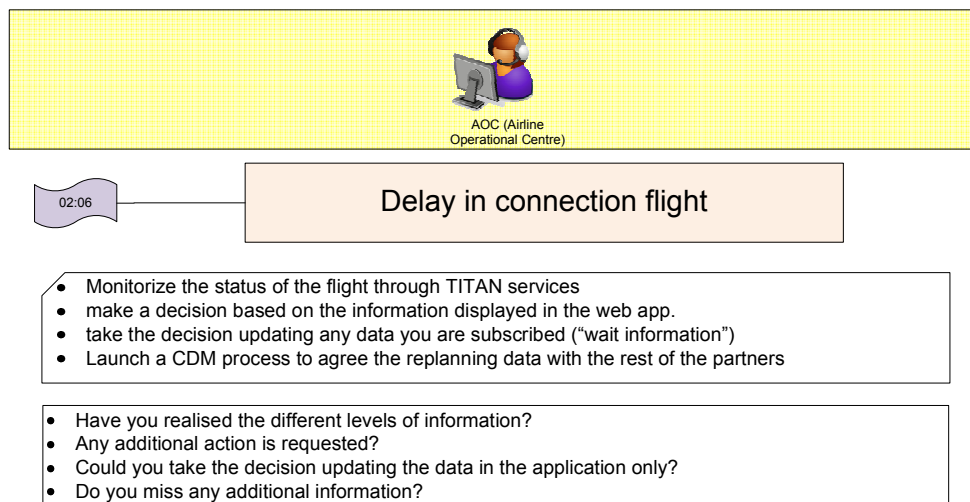 AOC (Airline
Operational Centre)
02:06
Delay in connection flight
• Monitorize the status of the flight through TITAN services
• make a decision based on the information displayed in the web app.
• take the decision updating any data you are subscribed (“wait information”)
• Launch a CDM process to agree the replanning data with the rest of the partners
• Have you realised the different levels of information?
• Any additional action is requested?
• Could you take the decision updating the data in the application only?
• Do you miss any additional information?